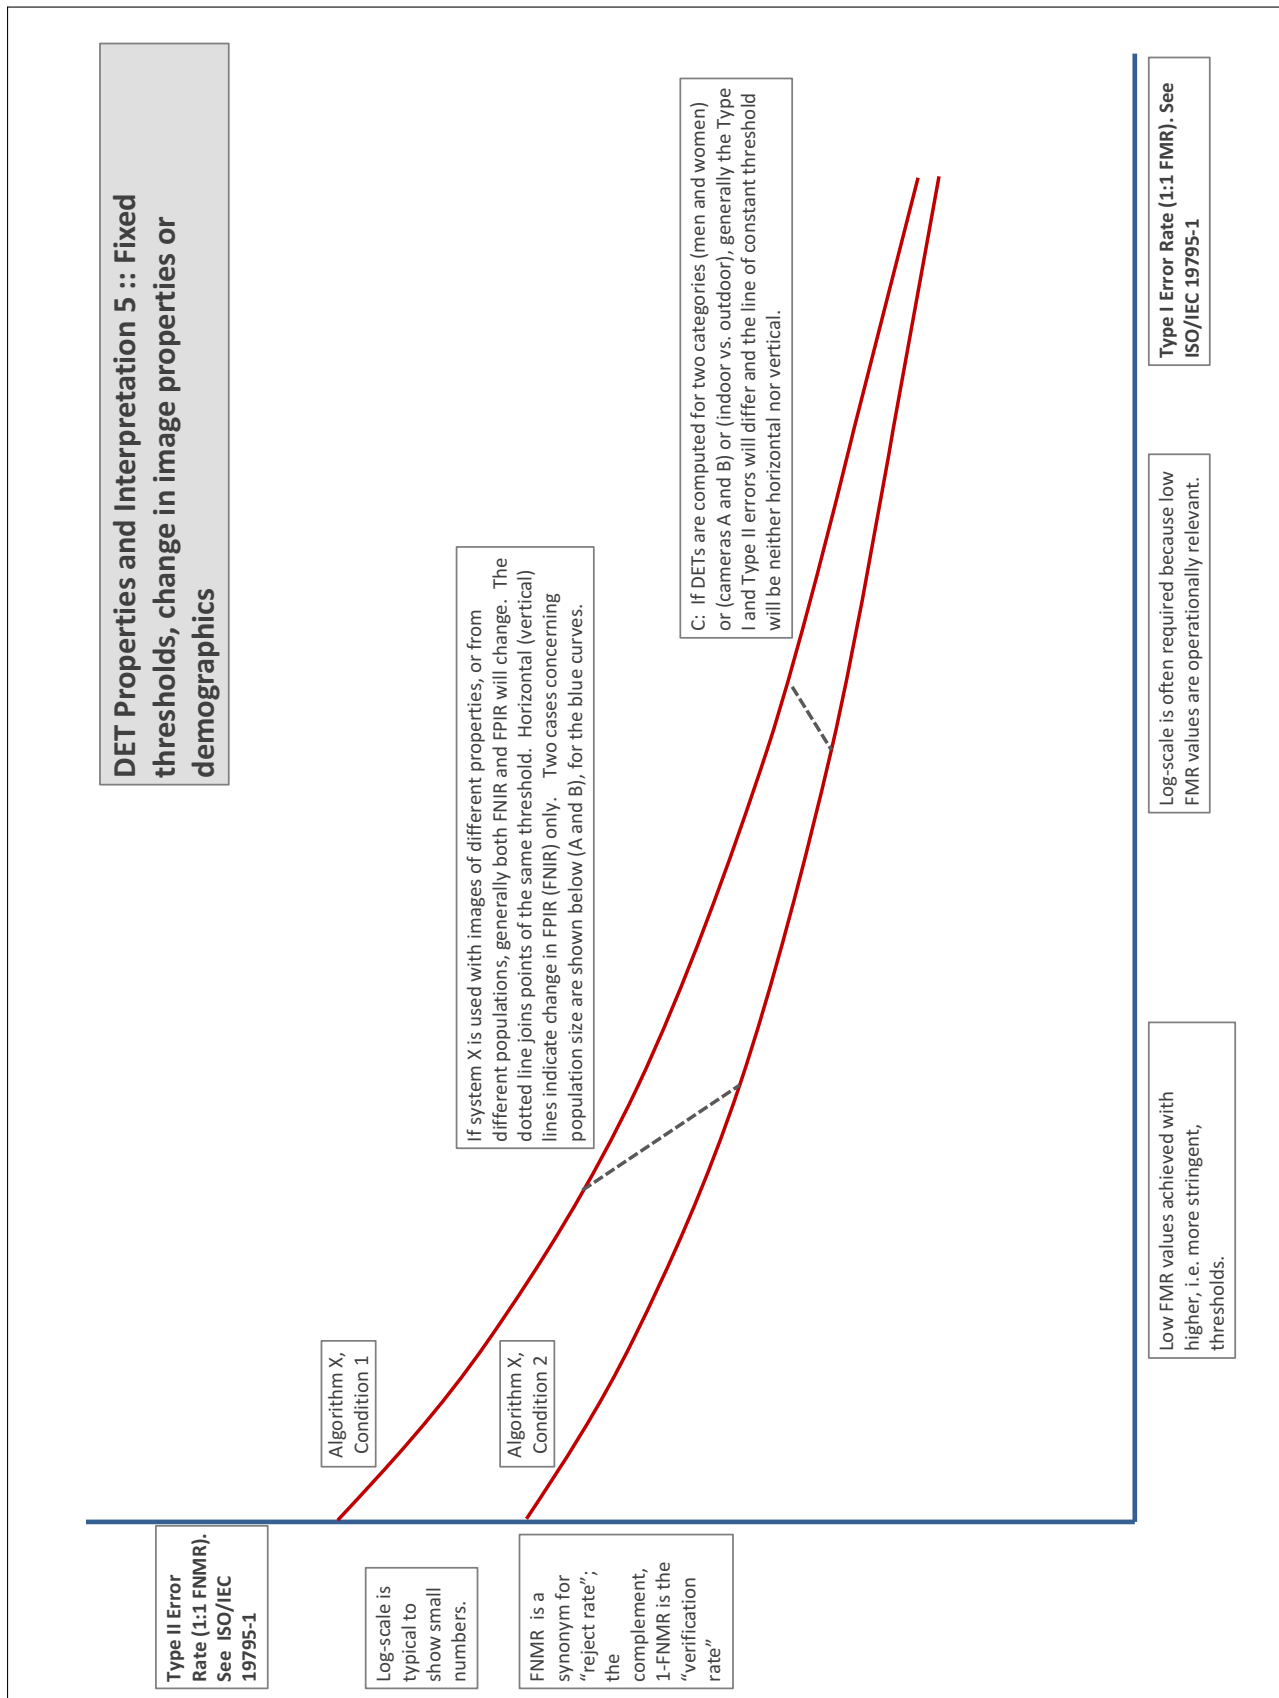 DET Properties and Interpretation 5 :: Fixed
thresholds, change in image properties or
demographics
Type II Error
Rate (1:1 FNMR).
See ISO/IEC
19795-1
Log-scale is
typical to
show small
numbers.
FNMR is a
synonym for
“reject rate”;
the
complement,
1-FNMR is the
“verification
rate”
Algorithm X,
Condition 1
Algorithm X,
Condition 2
If system X is used with images of different properties, or from
different populations, generally both FNIR and FPIR will change. The
dotted line joins points of the same threshold. Horizontal (vertical)
lines indicate change in FPIR (FNIR) only. Two cases concerning
population size are shown below (A and B), for the blue curves.
C: If DETs are computed for two categories (men and women)
or (cameras A and B) or (indoor vs. outdoor), generally the Type
I and Type II errors will differ and the line of constant threshold
will be neither horizontal nor vertical.
Low FMR values achieved with
higher, i.e. more stringent,
thresholds.
Log-scale is often required because low
FMR values are operationally relevant.
Type I Error Rate (1:1 FMR). See
ISO/IEC 19795-1